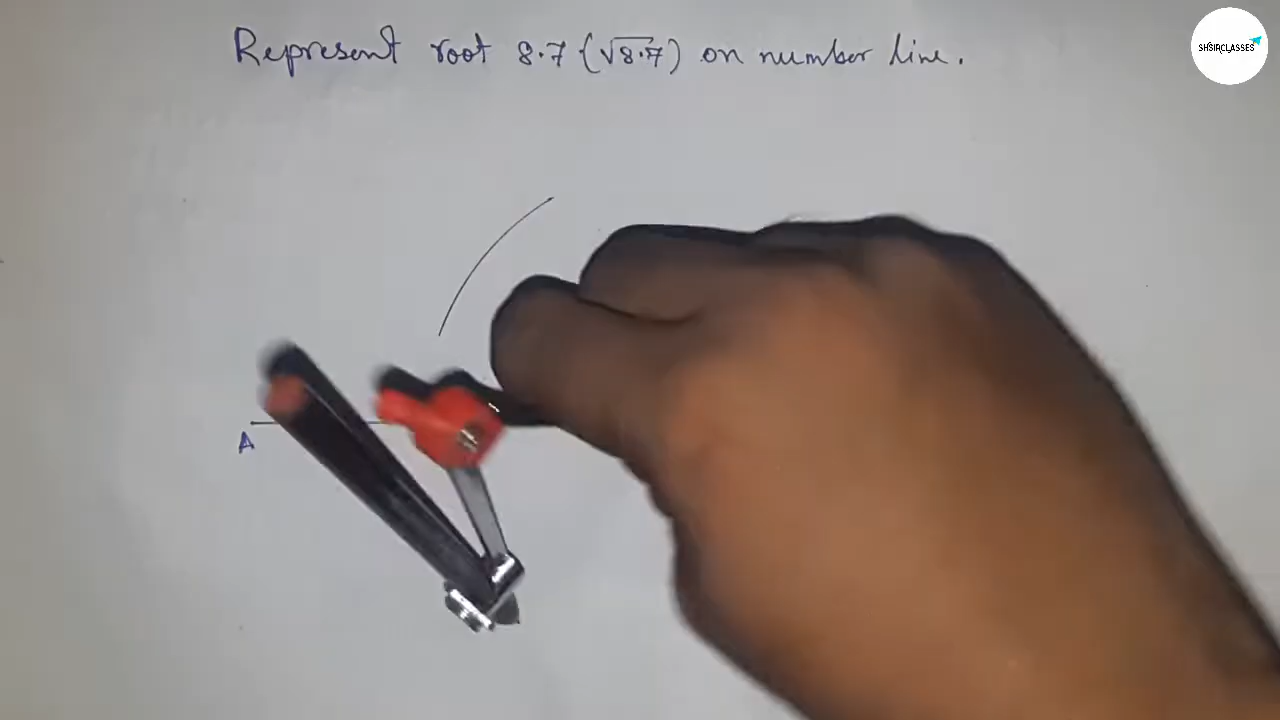 Represent root 8.7 (√8.7) on number line.
SHSIRCLASSES
A